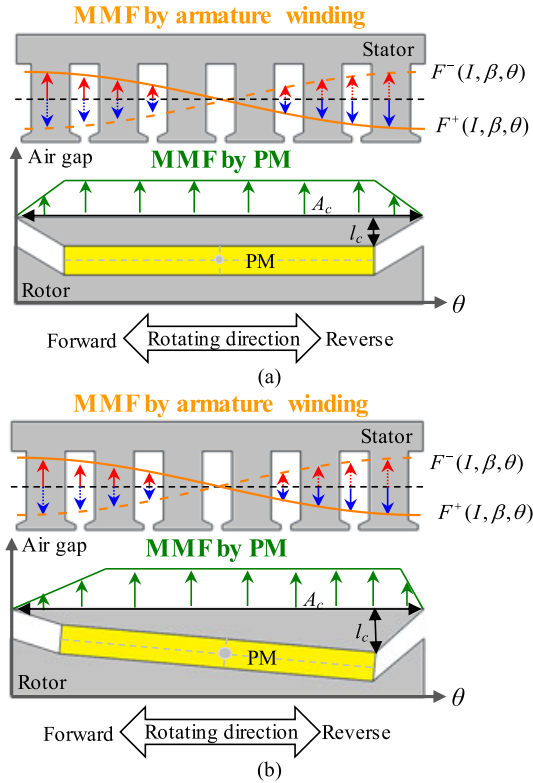 MMF by armature winding
Stator
F⁻(I, β, θ)
F⁺(I, β, θ)
Air gap
MMF by PM
A_c
l_c
PM
Rotor
θ
Forward Rotating direction Reverse
(a)
MMF by armature winding
Stator
F⁻(I, β, θ)
F⁺(I, β, θ)
Air gap
MMF by PM
A_c
l_c
PM
Rotor
θ
Forward Rotating direction Reverse
(b)